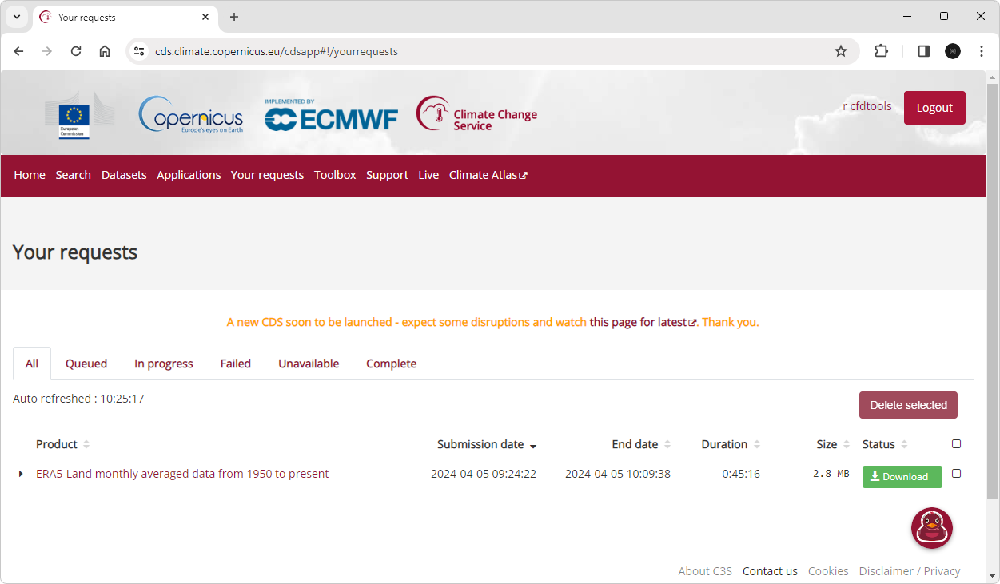 Your requests
cds.climate.copernicus.eu/cdsapp#!/yourrequests
European Commission
opernicus
Europe's eyes on Earth
IMPLEMENTED BY
ECMWF
Climate Change
Service
r cfdtools
Logout
Home Search Datasets Applications Your requests Toolbox Support Live Climate Atlas
Your requests
A new CDS soon to be launched - expect some disruptions and watch this page for latest. Thank you.
All Queued In progress Failed Unavailable Complete
Auto refreshed : 10:25:17
Delete selected
Product Submission date End date Duration Size Status
ERA5-Land monthly averaged data from 1950 to present 2024-04-05 09:24:22 2024-04-05 10:09:38 0:45:16 2.8 MB Download
About C3S Contact us Cookies Disclaimer / Privacy